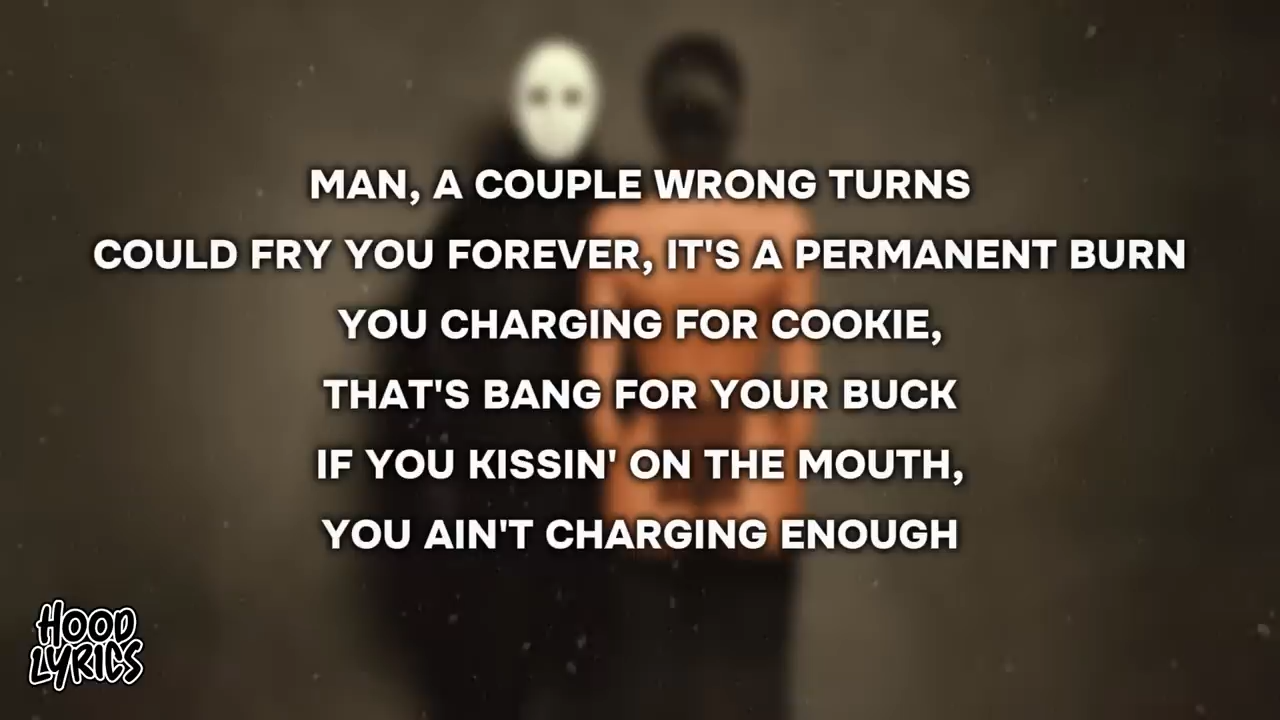 MAN, A COUPLE WRONG TURNS
COULD FRY YOU FOREVER, IT'S A PERMANENT BURN
YOU CHARGING FOR COOKIE,
THAT'S BANG FOR YOUR BUCK
IF YOU KISSIN' ON THE MOUTH,
YOU AIN'T CHARGING ENOUGH
HOOD
LYRICS